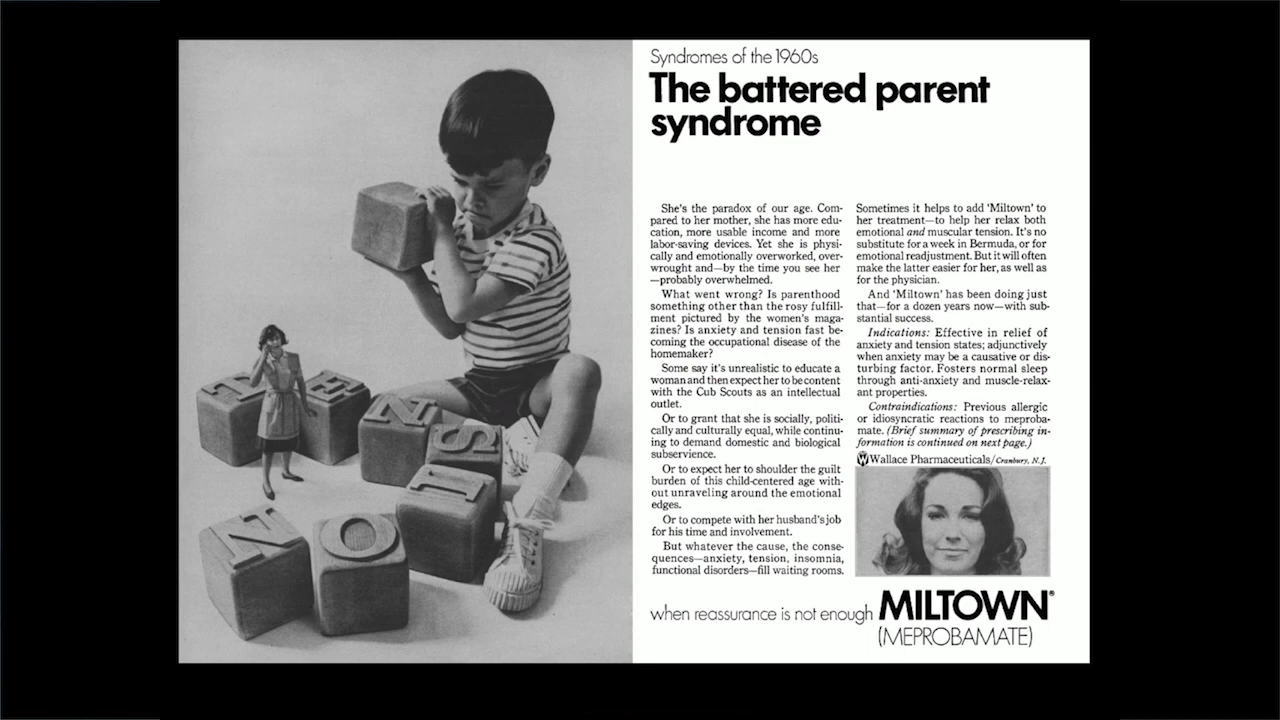 T E
N S
I
N O
Syndromes of the 1960s
The battered parent
syndrome
She's the paradox of our age. Com-
pared to her mother, she has more edu-
cation, more usable income and more
labor-saving devices. Yet she is physi-
cally and emotionally overworked, over-
wrought and—by the time you see her
—probably overwhelmed.
What went wrong? Is parenthood
something other than the rosy fulfill-
ment pictured by the women's maga-
zines? Is anxiety and tension fast be-
coming the occupational disease of the
homemaker?
Some say it's unrealistic to educate a
woman and then expect her to be content
with the Cub Scouts as an intellectual
outlet.
Or to grant that she is socially, politi-
cally and culturally equal, while continu-
ing to demand domestic and biological
subservience.
Or to expect her to shoulder the guilt
burden of this child-centered age with-
out unraveling around the emotional
edges.
Or to compete with her husband's job
for his time and involvement.
But whatever the cause, the conse-
quences—anxiety, tension, insomnia,
functional disorders—fill waiting rooms.
Sometimes it helps to add 'Miltown' to
her treatment—to help her relax both
emotional and muscular tension. It's no
substitute for a week in Bermuda, or for
emotional readjustment. But it will often
make the latter easier for her, as well as
for the physician.
And 'Miltown' has been doing just
that—for a dozen years now—with sub-
stantial success.
Indications: Effective in relief of
anxiety and tension states; adjunctively
when anxiety may be a causative or dis-
turbing factor. Fosters normal sleep
through anti-anxiety and muscle-relax-
ant properties.
Contraindications: Previous allergic
or idiosyncratic reactions to meproba-
mate. (Brief summary of prescribing in-
formation is continued on next page.)
W Wallace Pharmaceuticals/Cranbury, N.J.
when reassurance is not enough MILTOWN®
(MEPROBAMATE)